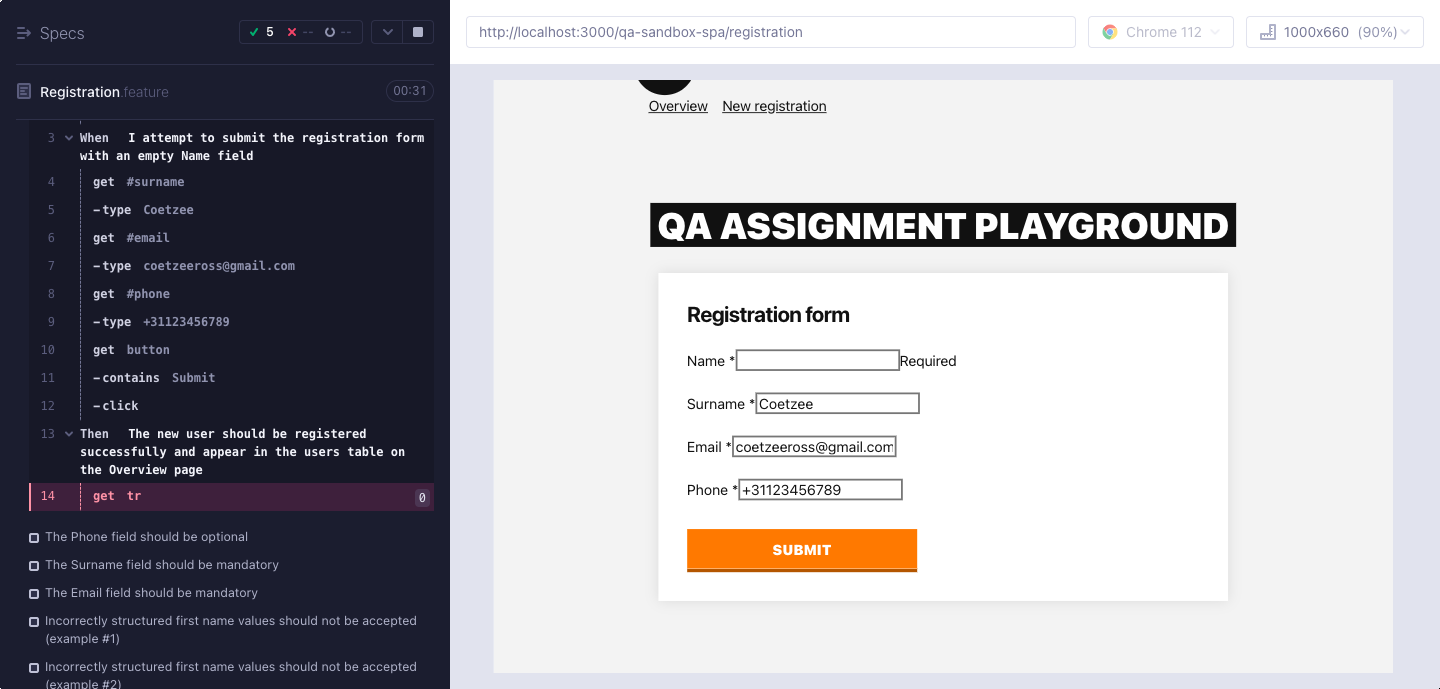 Specs
5
--
--
Registration.feature
00:31
3 When I attempt to submit the registration form
with an empty Name field
4 get #surname
5 -type Coetzee
6 get #email
7 -type coetzeeross@gmail.com
8 get #phone
9 -type +31123456789
10 get button
11 -contains Submit
12 -click
13 Then The new user should be registered
successfully and appear in the users table on
the Overview page
14 get tr 0
The Phone field should be optional
The Surname field should be mandatory
The Email field should be mandatory
Incorrectly structured first name values should not be accepted
(example #1)
Incorrectly structured first name values should not be accepted
(example #2)
http://localhost:3000/qa-sandbox-spa/registration
Chrome 112
1000x660 (90%)
Overview New registration
QA ASSIGNMENT PLAYGROUND
Registration form
Name * Required
Surname * Coetzee
Email * coetzeeross@gmail.com
Phone * +31123456789
SUBMIT